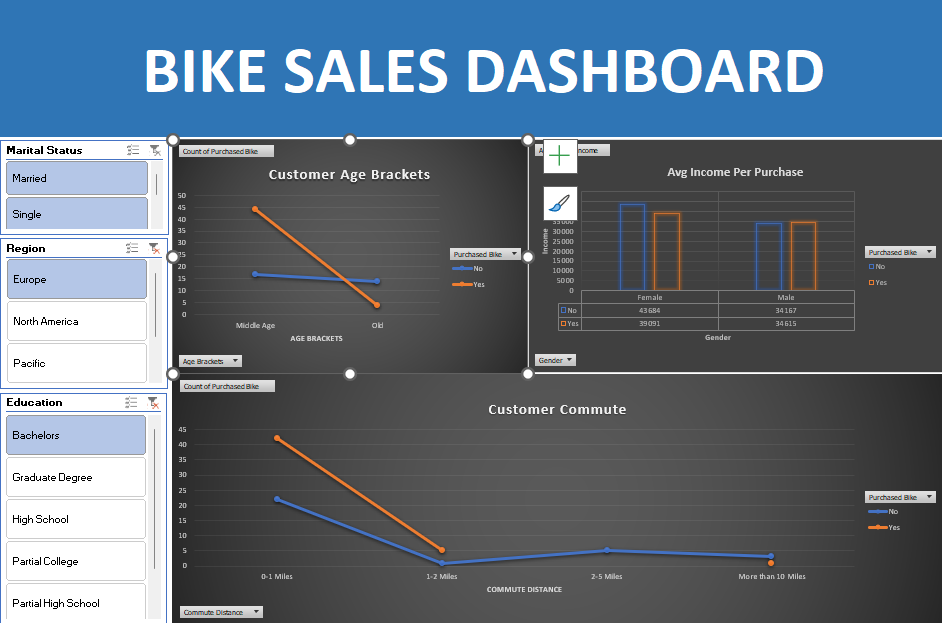 BIKE SALES DASHBOARD
Marital Status
Married
Single
Region
Europe
North America
Pacific
Education
Bachelors
Graduate Degree
High School
Partial College
Partial High School
Count of Purchased Bike
Customer Age Brackets
50
45
40
35
30
25
20
15
10
5
0
Middle Age
Old
AGE BRACKETS
Purchased Bike
No
Yes
Age Brackets
Income
Avg Income Per Purchase
Income
35000
30000
25000
20000
15000
10000
5000
0
Female Male
No 43684 34167
Yes 39091 34615
Gender
Purchased Bike
No
Yes
Gender
Count of Purchased Bike
Customer Commute
45
40
35
30
25
20
15
10
5
0
0-1 Miles 1-2 Miles 2-5 Miles More than 10 Miles
COMMUTE DISTANCE
Purchased Bike
No
Yes
Commute Distance